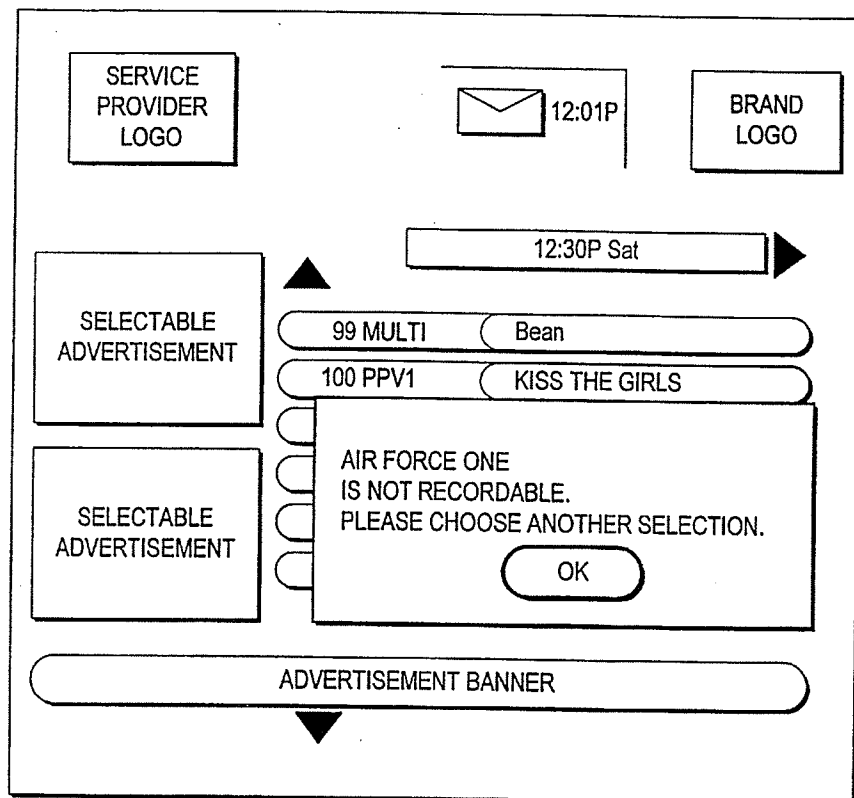 SERVICE
PROVIDER
LOGO
12:01P
BRAND
LOGO
12:30P Sat
SELECTABLE
ADVERTISEMENT
99 MULTI Bean
100 PPV1 KISS THE GIRLS
AIR FORCE ONE
IS NOT RECORDABLE.
PLEASE CHOOSE ANOTHER SELECTION.
OK
SELECTABLE
ADVERTISEMENT
ADVERTISEMENT BANNER